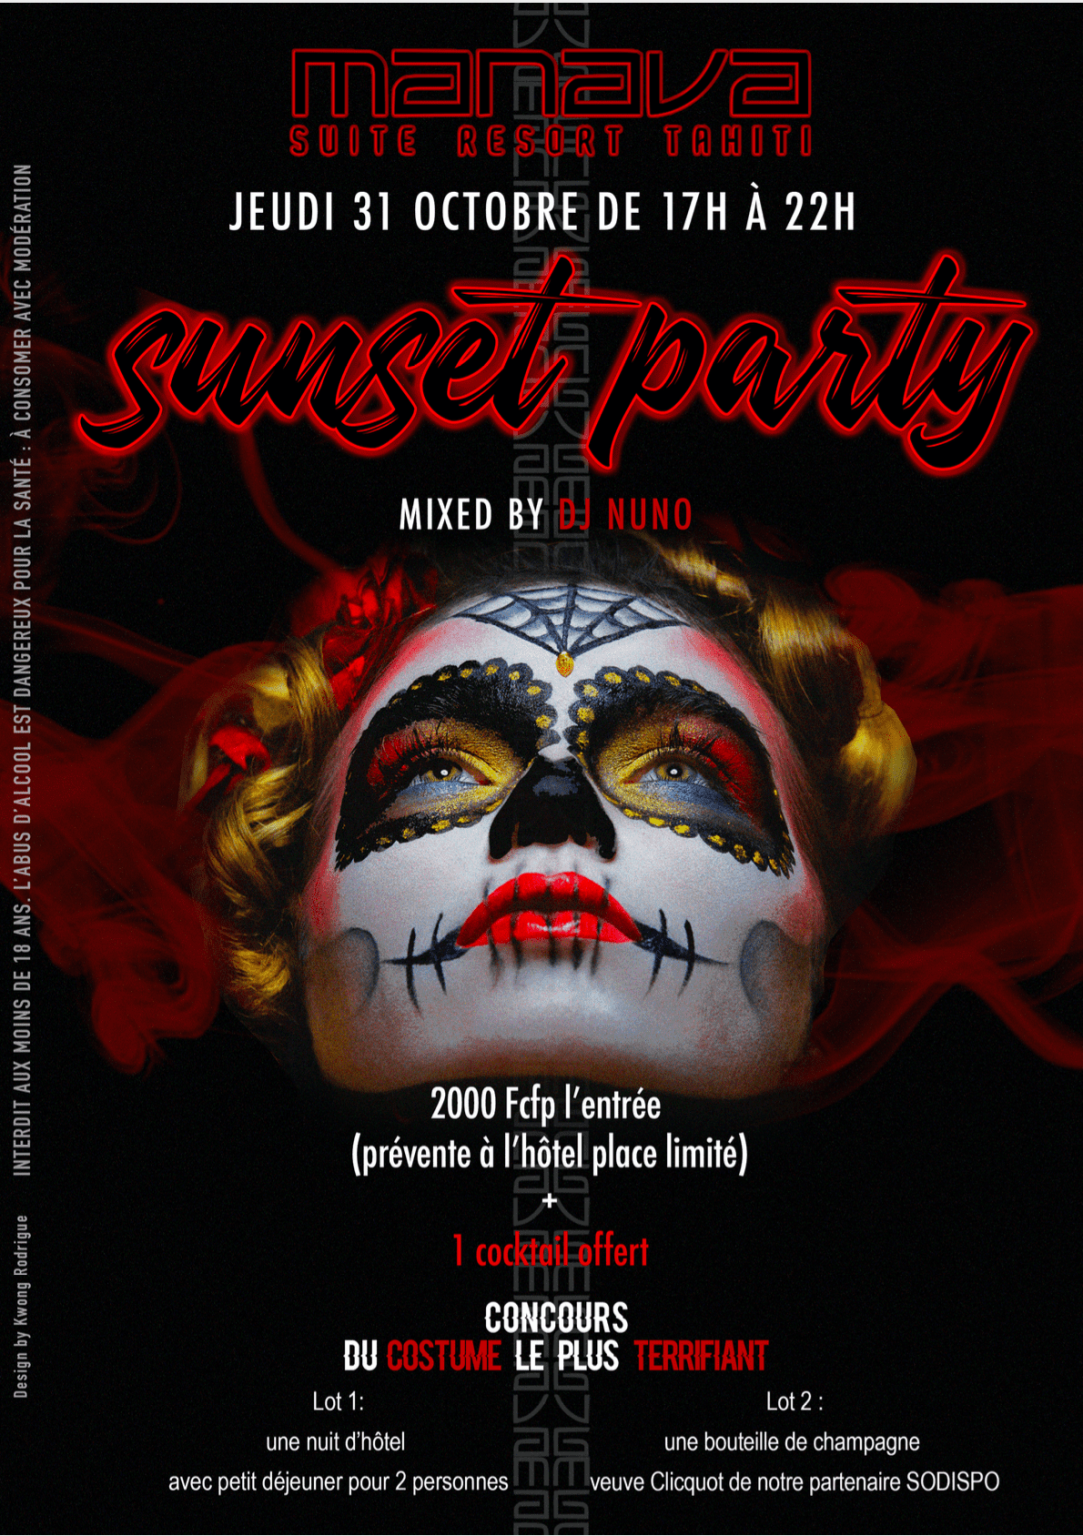 manava
SUITE RESORT TAHITI
JEUDI 31 OCTOBRE DE 17H À 22H
sunset party
MIXED BY DJ NUNO
2000 Fcfp l'entrée
(prévente à l'hôtel place limité)
+
1 cocktail offert
CONCOURS
DU COSTUME LE PLUS TERRIFIANT
Lot 1:
une nuit d'hôtel
avec petit déjeuner pour 2 personnes
Lot 2 :
une bouteille de champagne
veuve Clicquot de notre partenaire SODISPO
INTERDIT AUX MOINS DE 18 ANS. L'ABUS D'ALCOOL EST DANGEREUX POUR LA SANTÉ : À CONSOMER AVEC MODÉRATION
Design by Kwong Rodrigue